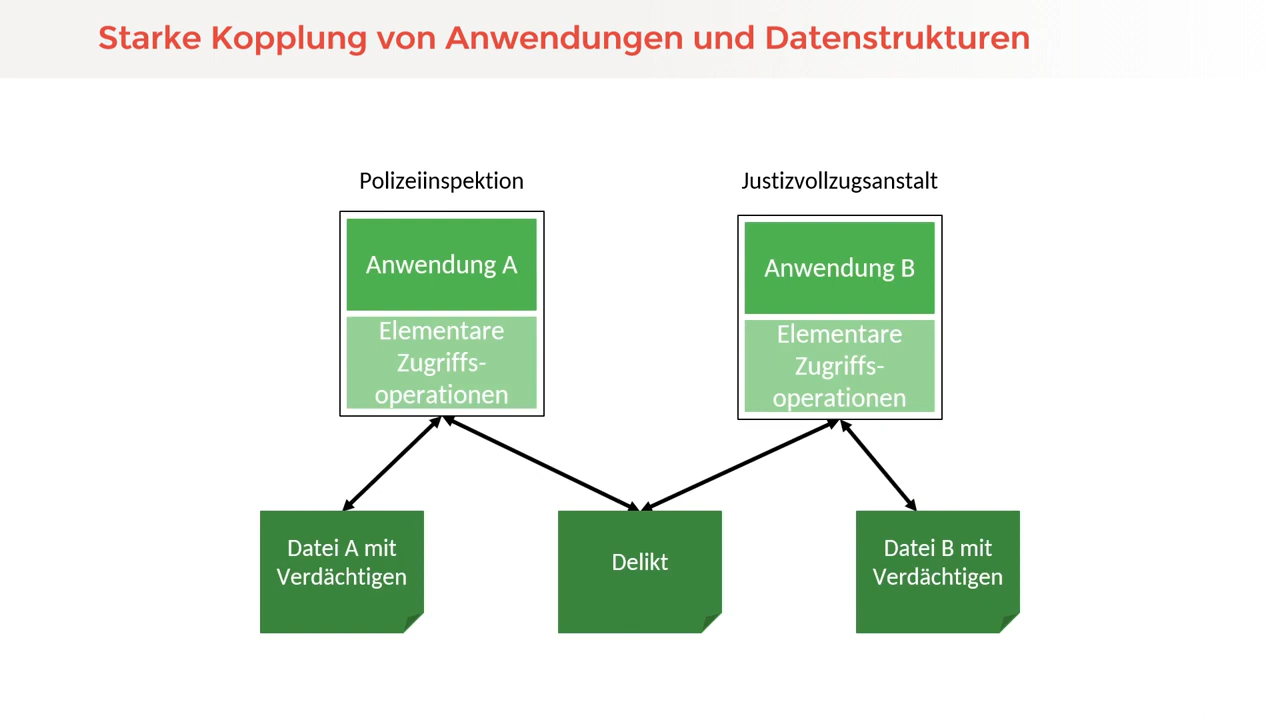 Starke Kopplung von Anwendungen und Datenstrukturen
Polizeiinspektion
Justizvollzugsanstalt
Anwendung A
Anwendung B
Elementare
Zugriffs-
operationen
Elementare
Zugriffs-
operationen
Datei A mit
Verdächtigen
Delikt
Datei B mit
Verdächtigen